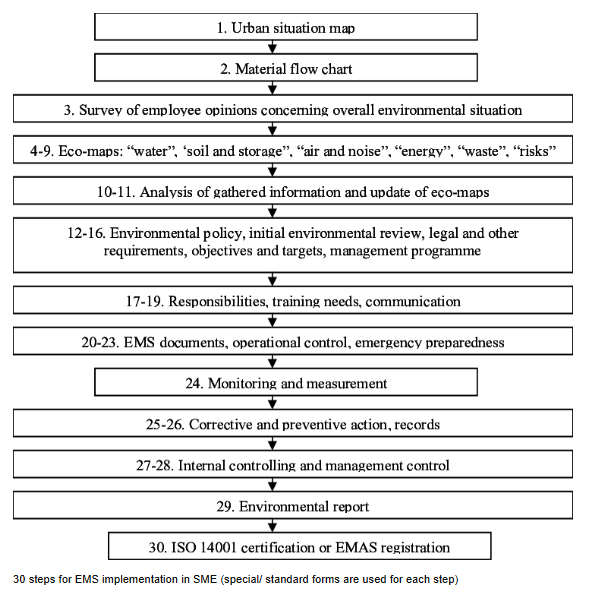 1. Urban situation map
2. Material flow chart
3. Survey of employee opinions concerning overall environmental situation
4-9. Eco-maps: “water”, ‘soil and storage”, “air and noise”, “energy”, “waste”, “risks”
10-11. Analysis of gathered information and update of eco-maps
12-16. Environmental policy, initial environmental review, legal and other
requirements, objectives and targets, management programme
17-19. Responsibilities, training needs, communication
20-23. EMS documents, operational control, emergency preparedness
24. Monitoring and measurement
25-26. Corrective and preventive action, records
27-28. Internal controlling and management control
29. Environmental report
30. ISO 14001 certification or EMAS registration
30 steps for EMS implementation in SME (special/ standard forms are used for each step)